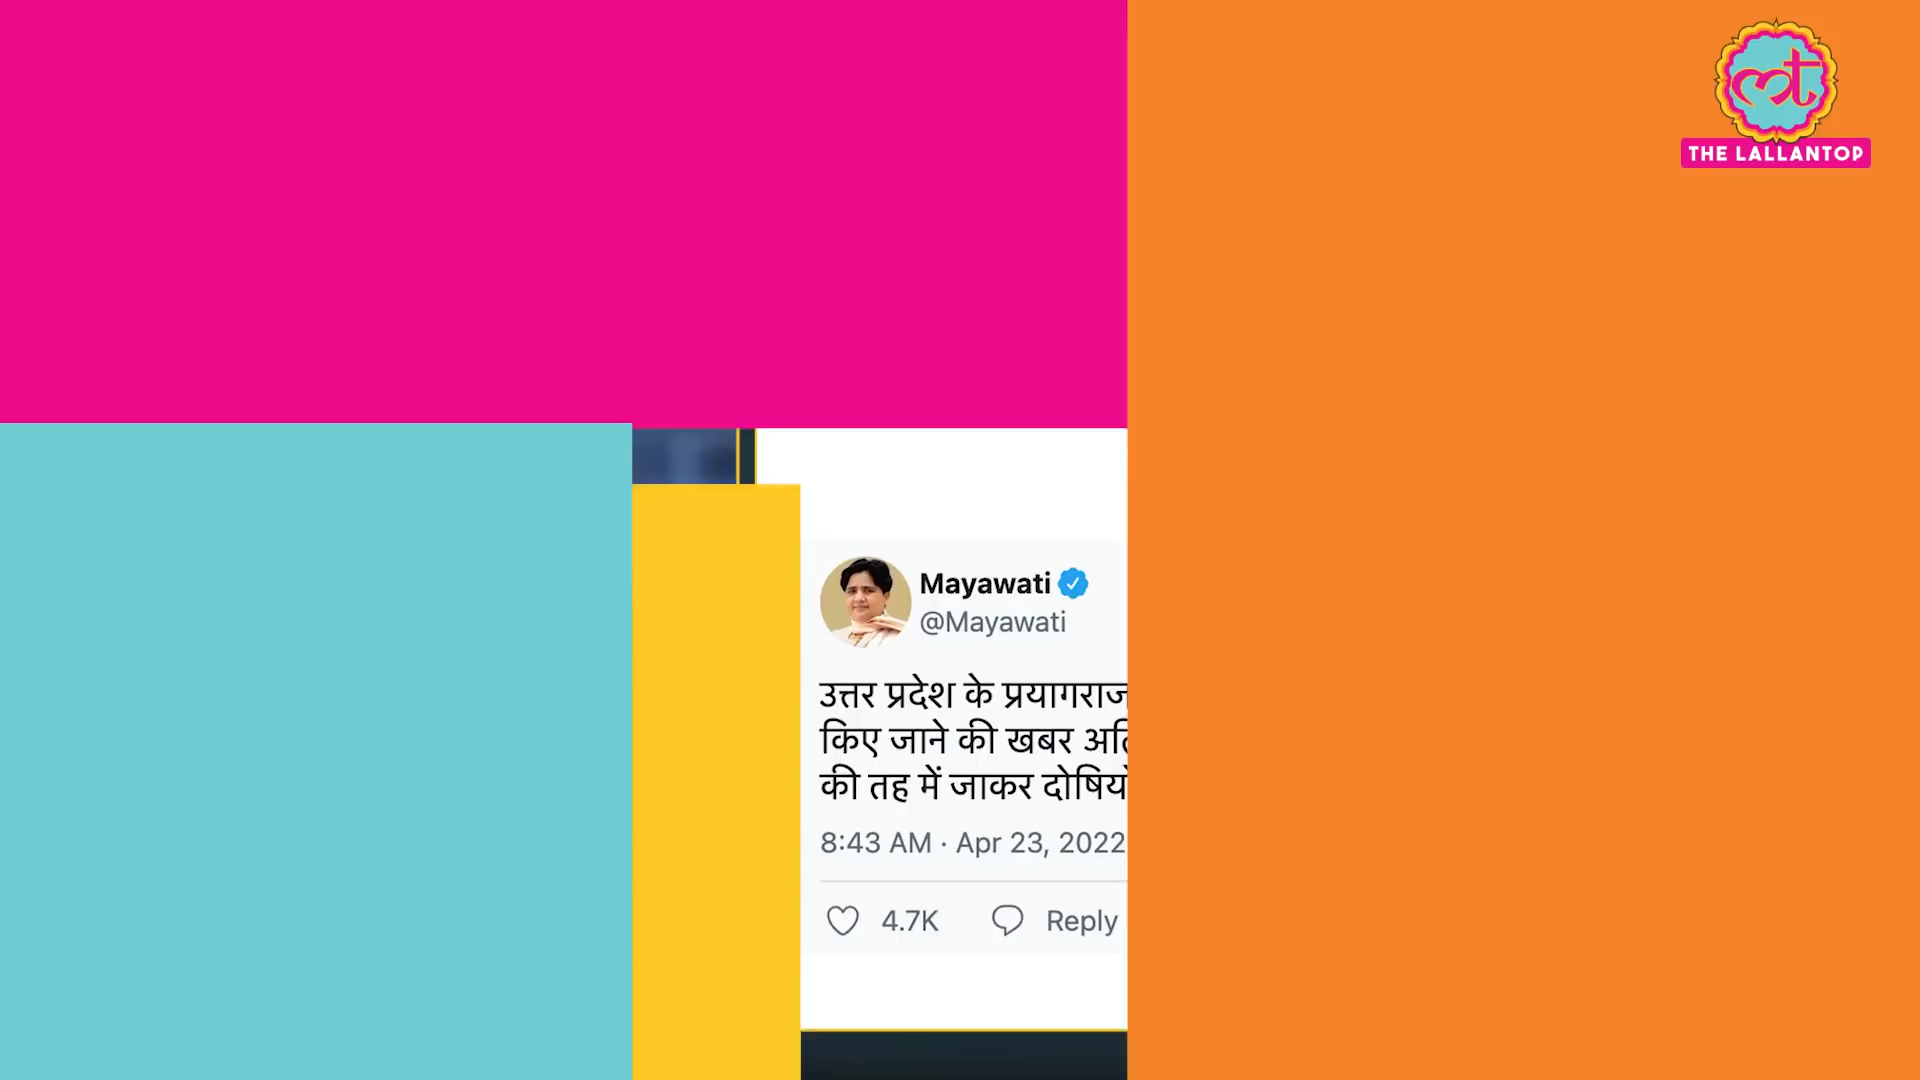 THE LALLANTOP
Mayawati
@Mayawati
उत्तर प्रदेश के प्रयागराज
किए जाने की खबर
की तह में जाकर
8:43 AM · Apr 23, 2022
4.7K Reply